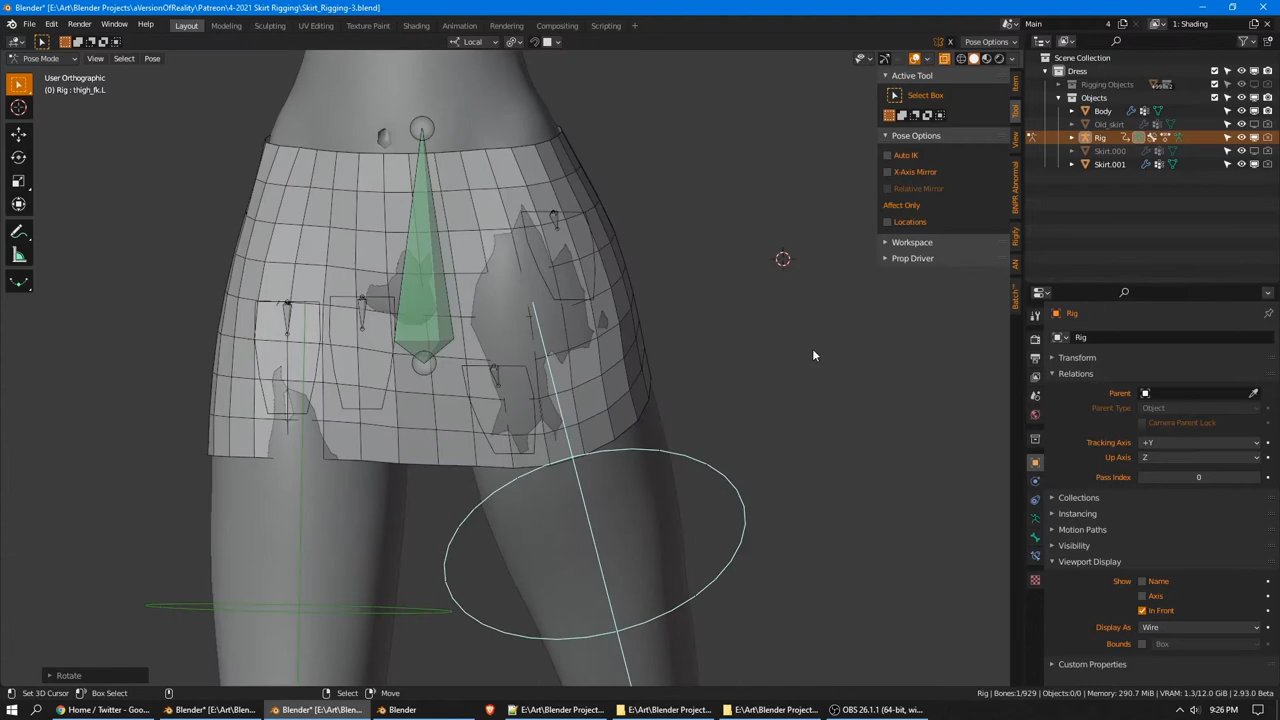 Blender* [E:\Art\Blender Projects\aVersionOfReality\Patreon\4-2021 Skirt Rigging\Skirt_Rigging-3.blend]
File Edit Render Window Help Layout Modeling Sculpting UV Editing Texture Paint Shading Animation Rendering Compositing Scripting + Main 4 1: Shading
Local X Pose Options
Pose Mode View Select Pose
User Orthographic
(0) Rig : thigh_fk.L
Active Tool
Select Box
Pose Options
Auto IK
X-Axis Mirror
Relative Mirror
Affect Only
Locations
Workspace
Prop Driver
Item
Tool
View
BNPR Abnormal
Rigify
AN
Batch™
Scene Collection
Dress
Rigging Objects
Objects
Body
Old_skirt
Rig
Skirt.000
Skirt.001
Rig
Rig
Transform
Relations
Parent
Parent Type Object
Camera Parent Lock
Tracking Axis +Y
Up Axis Z
Pass Index 0
Collections
Instancing
Motion Paths
Visibility
Viewport Display
Show Name
Axis
In Front
Display As Wire
Bounds Box
Custom Properties
Rotate
Set 3D Cursor Box Select Select Move Rig | Bones:1/929 | Objects:0/0 | Memory: 290.7 MiB | VRAM: 1.3/12.0 GiB | 2.93.0 Beta
Home / Twitter - Goo... Blender* [E:\Art\Blen... Blender* [E:\Art\Blen... Blender E:\Art\Blender Project... E:\Art\Blender Project... E:\Art\Blender Project... OBS 26.1.1 (64-bit, wi... 9:26 PM